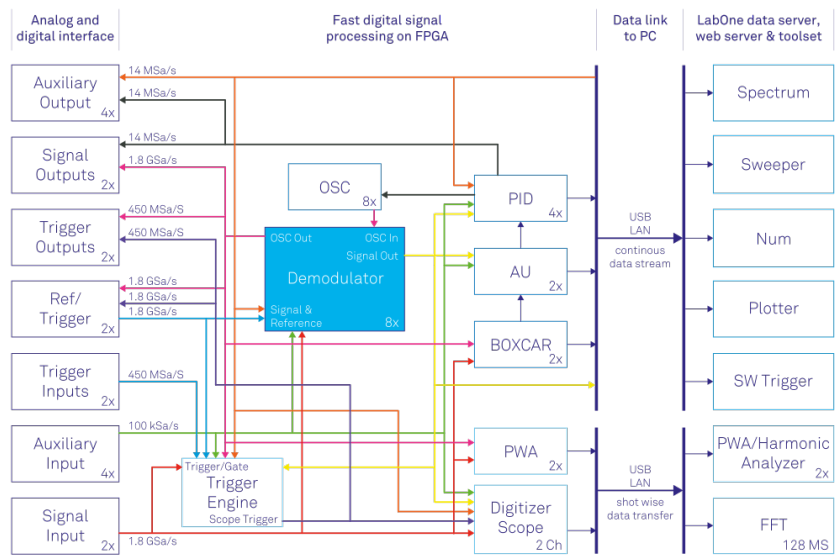 Analog and
digital interface
Fast digital signal
processing on FPGA
Data link
to PC
LabOne data server,
web server & toolset
Auxiliary
Output
4x
14 MSa/s
14 MSa/s
Signal
Outputs
2x
14 MSa/s
1.8 GSa/s
Trigger
Outputs
2x
450 MSa/S
450 MSa/S
Ref/
Trigger
2x
1.8 GSa/s
1.8 GSa/s
1.8 GSa/s
Trigger
Inputs
2x
450 MSa/S
Auxiliary
Input
4x
100 kSa/s
Signal
Input
2x
1.8 GSa/s
OSC
8x
OSC Out
OSC In
Signal Out
Demodulator
Signal &
Reference
8x
Trigger/Gate
Trigger
Engine
Scope Trigger
PID
4x
AU
2x
BOXCAR
2x
PWA
2x
Digitizer
Scope
2 Ch
USB
LAN
continous
data stream
USB
LAN
shot wise
data transfer
Spectrum
Sweeper
Num
Plotter
SW Trigger
PWA/Harmonic
Analyzer
2x
FFT
128 MS